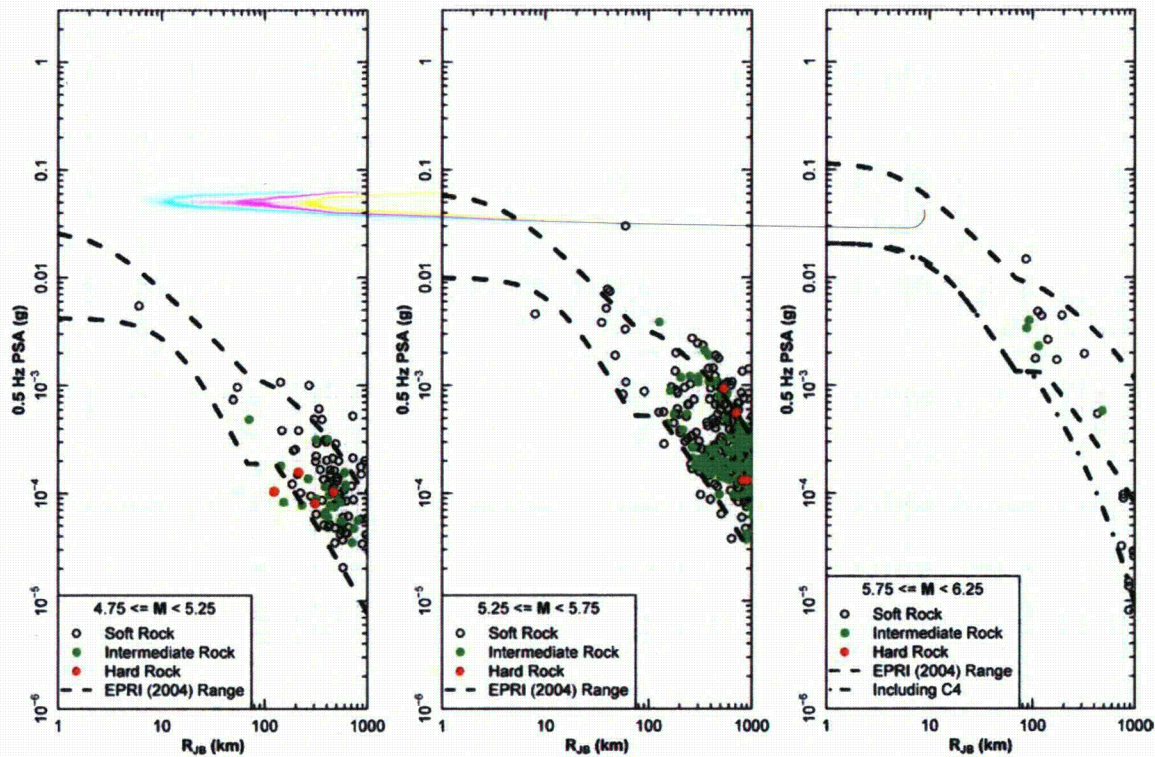 0.5 Hz PSA (g)
1
0.1
0.01
10⁻³
10⁻⁴
10⁻⁵
10⁻⁶
4.75 <= M < 5.25
Soft Rock
Intermediate Rock
Hard Rock
EPRI (2004) Range
1 10 100 1000
R_JB (km)
0.5 Hz PSA (g)
1
0.1
0.01
10⁻³
10⁻⁴
10⁻⁵
10⁻⁶
5.25 <= M < 5.75
Soft Rock
Intermediate Rock
Hard Rock
EPRI (2004) Range
1 10 100 1000
R_JB (km)
0.5 Hz PSA (g)
1
0.1
0.01
10⁻³
10⁻⁴
10⁻⁵
10⁻⁶
5.75 <= M < 6.25
Soft Rock
Intermediate Rock
Hard Rock
EPRI (2004) Range
Including C4
1 10 100 1000
R_JB (km)